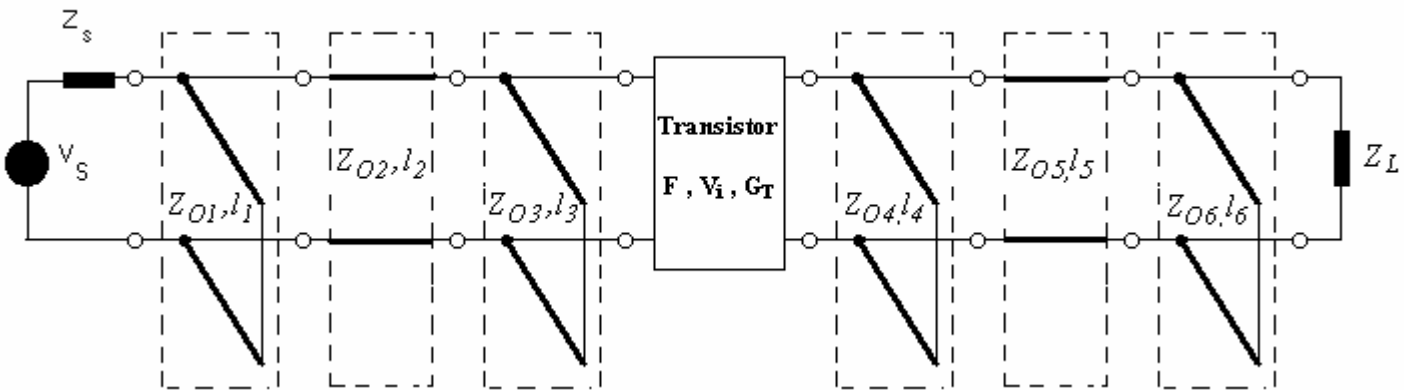 Z_s
V_S
Z_O1,l_1
Z_O2,l_2
Z_O3,l_3
Transistor
F , V_i , G_T
Z_O4,l_4
Z_O5,l_5
Z_O6,l_6
Z_L